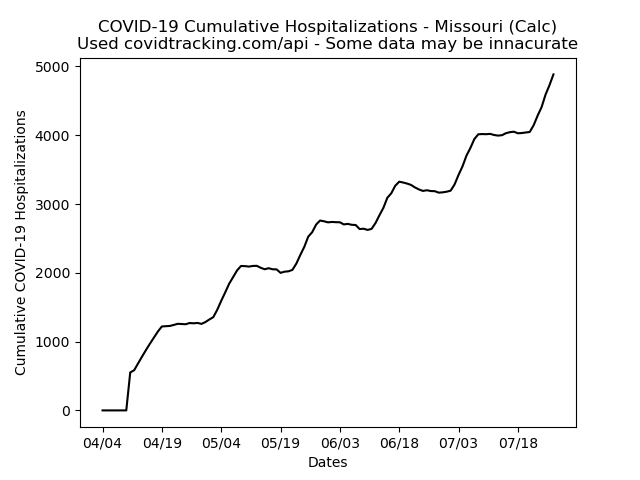 COVID-19 Cumulative Hospitalizations - Missouri (Calc)
Used covidtracking.com/api - Some data may be innacurate
5000
4000
3000
2000
1000
0
Cumulative COVID-19 Hospitalizations
04/04 04/19 05/04 05/19 06/03 06/18 07/03 07/18
Dates